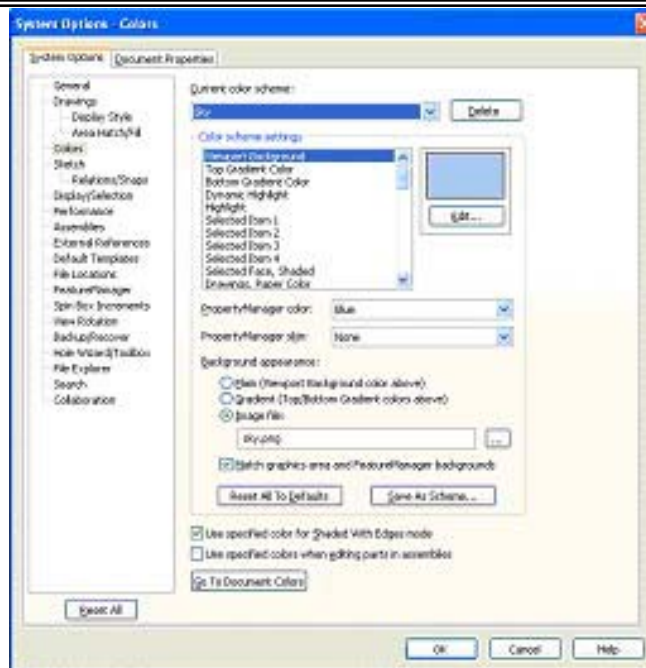 System Options - Colors
System Options
Document Properties
General
Drawings
Display Style
Area Hatch/Fill
Colors
Sketch
Relations/Snaps
Display/Selection
Performance
Assemblies
External References
Default Templates
File Locations
FeatureManager
Spin Box Increments
View Rotation
Backup/Recover
Hole Wizard/Toolbox
File Explorer
Search
Collaboration
Reset All
Current color scheme:
Sky
Delete
Color scheme settings
Viewport Background
Top Gradient Color
Bottom Gradient Color
Dynamic Highlight
Highlight
Selected Item 1
Selected Item 2
Selected Item 3
Selected Item 4
Selected Face, Shaded
Drawings, Paper Color
Edit...
PropertyManager color:
Blue
PropertyManager skin:
None
Background appearance:
Plain (Viewport Background color above)
Gradient (Top/Bottom Gradient colors above)
Image file:
sky.png
...
Match graphics area and FeatureManager backgrounds
Reset All To Defaults
Save As Scheme...
Use specified color for Shaded With Edges mode
Use specified colors when editing parts in assemblies
Go To Document Colors
OK
Cancel
Help